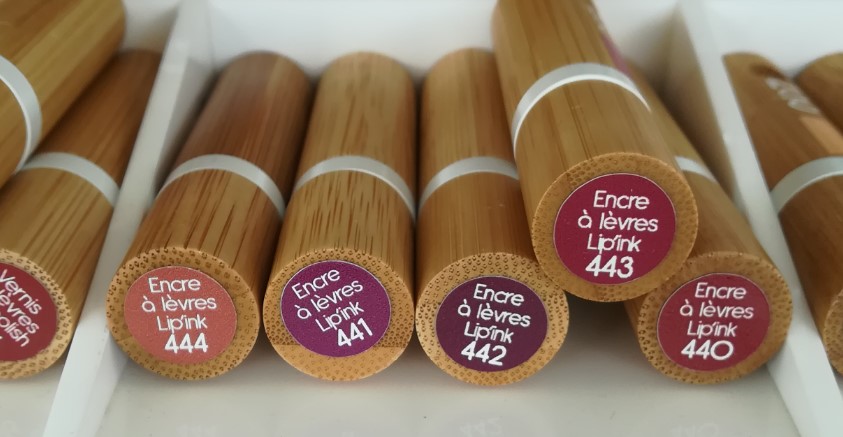 Vernis
lèvres
polish
Encre
à lèvres
Lip'ink
444
Encre
à lèvres
Lip'ink
441
Encre
à lèvres
Lip'ink
442
Encre
à lèvres
Lip'ink
443
Encre
à lèvres
Lip'ink
440